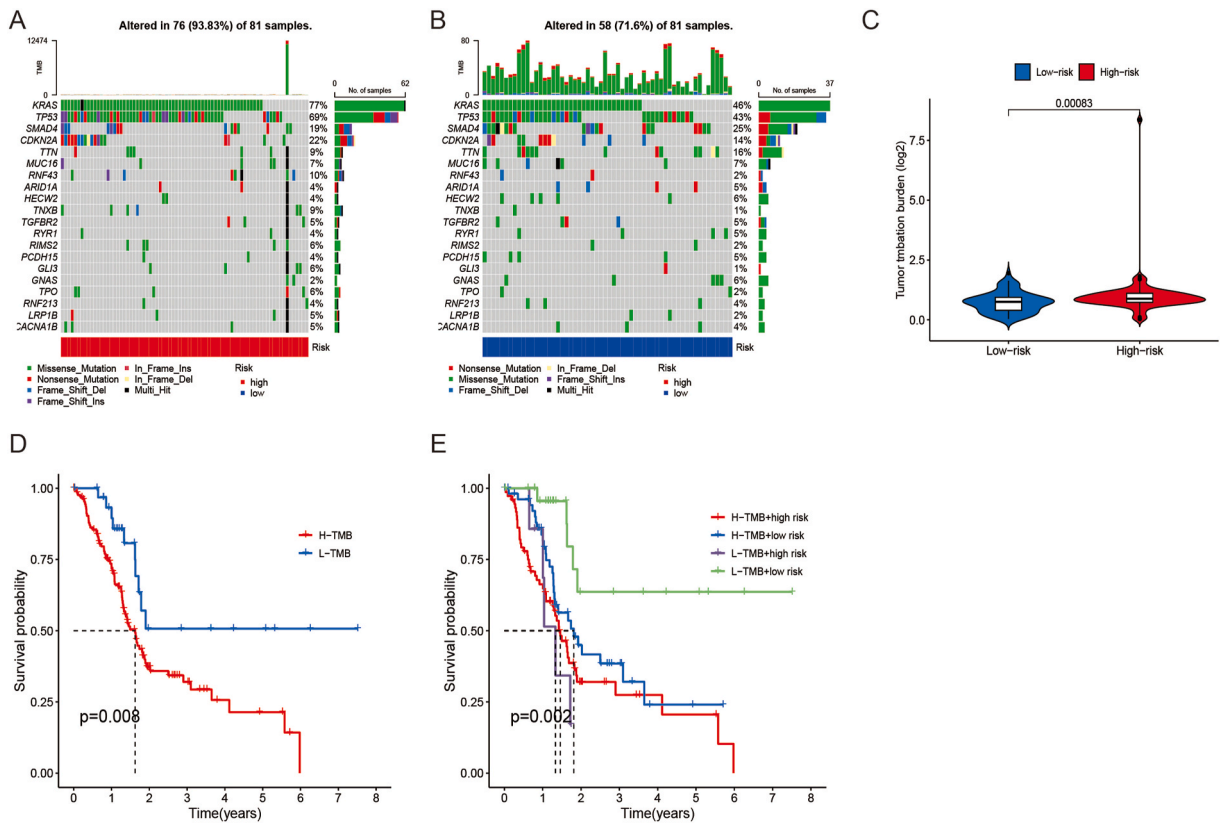 A
Altered in 76 (93.83%) of 81 samples.
12474
TMB
0
0 62
No. of samples
KRAS 77%
TP53 69%
SMAD4 19%
CDKN2A 22%
TTN 9%
MUC16 7%
RNF43 10%
ARID1A 4%
HECW2 4%
TNXB 9%
TGFBR2 5%
RYR1 4%
RIMS2 6%
PCDH15 4%
GLI3 6%
GNAS 2%
TPO 6%
RNF213 4%
LRP1B 5%
CACNA1B 5%
Risk
Missense_Mutation In_Frame_Ins Risk
Nonsense_Mutation In_Frame_Del high
Frame_Shift_Del Multi_Hit low
Frame_Shift_Ins
B
Altered in 58 (71.6%) of 81 samples.
80
TMB
0
0 37
No. of samples
KRAS 46%
TP53 43%
SMAD4 25%
CDKN2A 14%
TTN 16%
MUC16 7%
RNF43 2%
ARID1A 5%
HECW2 6%
TNXB 1%
TGFBR2 5%
RYR1 5%
RIMS2 2%
PCDH15 5%
GLI3 1%
GNAS 6%
TPO 2%
RNF213 4%
LRP1B 2%
CACNA1B 4%
Risk
Nonsense_Mutation In_Frame_Del Risk
Missense_Mutation Frame_Shift_Ins high
Frame_Shift_Del Multi_Hit low
C
Low-risk High-risk
0.00083
Tumor tmbation burden (log2)
7.5
5.0
2.5
0.0
Low-risk High-risk
D
Survival probability
1.00
0.75
0.50
0.25
0.00
H-TMB
L-TMB
p=0.008
0 1 2 3 4 5 6 7 8
Time(years)
E
Survival probability
1.00
0.75
0.50
0.25
0.00
H-TMB+high risk
H-TMB+low risk
L-TMB+high risk
L-TMB+low risk
p=0.002
0 1 2 3 4 5 6 7 8
Time(years)